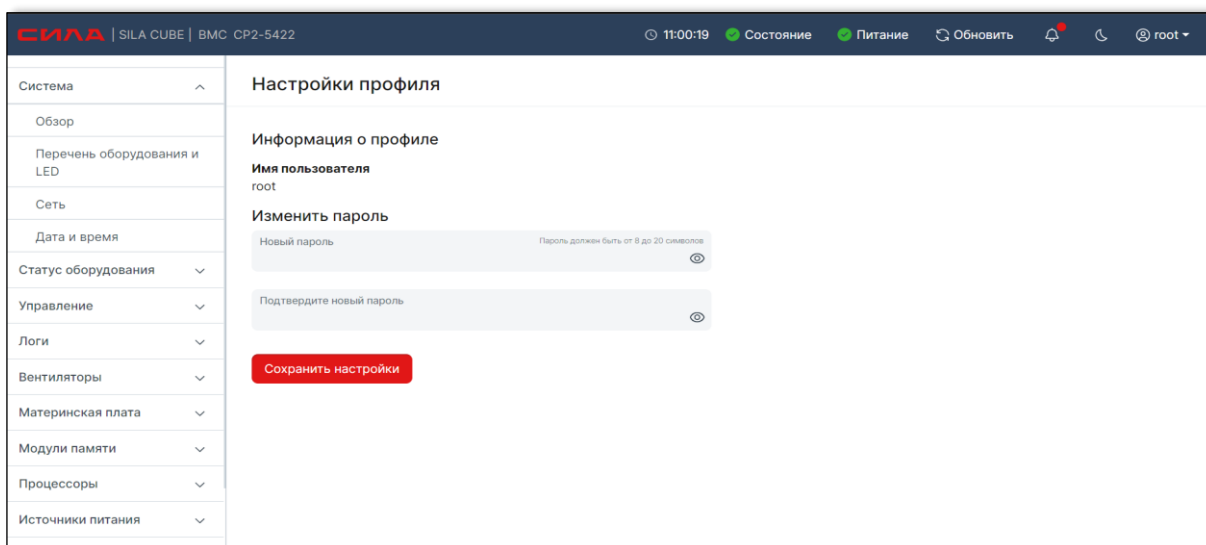 СИЛА | SILA CUBE | BMC CP2-5422
11:00:19 Состояние Питание Обновить root
Система
Обзор
Перечень оборудования и
LED
Сеть
Дата и время
Статус оборудования
Управление
Логи
Вентиляторы
Материнская плата
Модули памяти
Процессоры
Источники питания
Настройки профиля
Информация о профиле
Имя пользователя
root
Изменить пароль
Новый пароль Пароль должен быть от 8 до 20 символов
Подтвердите новый пароль
Сохранить настройки